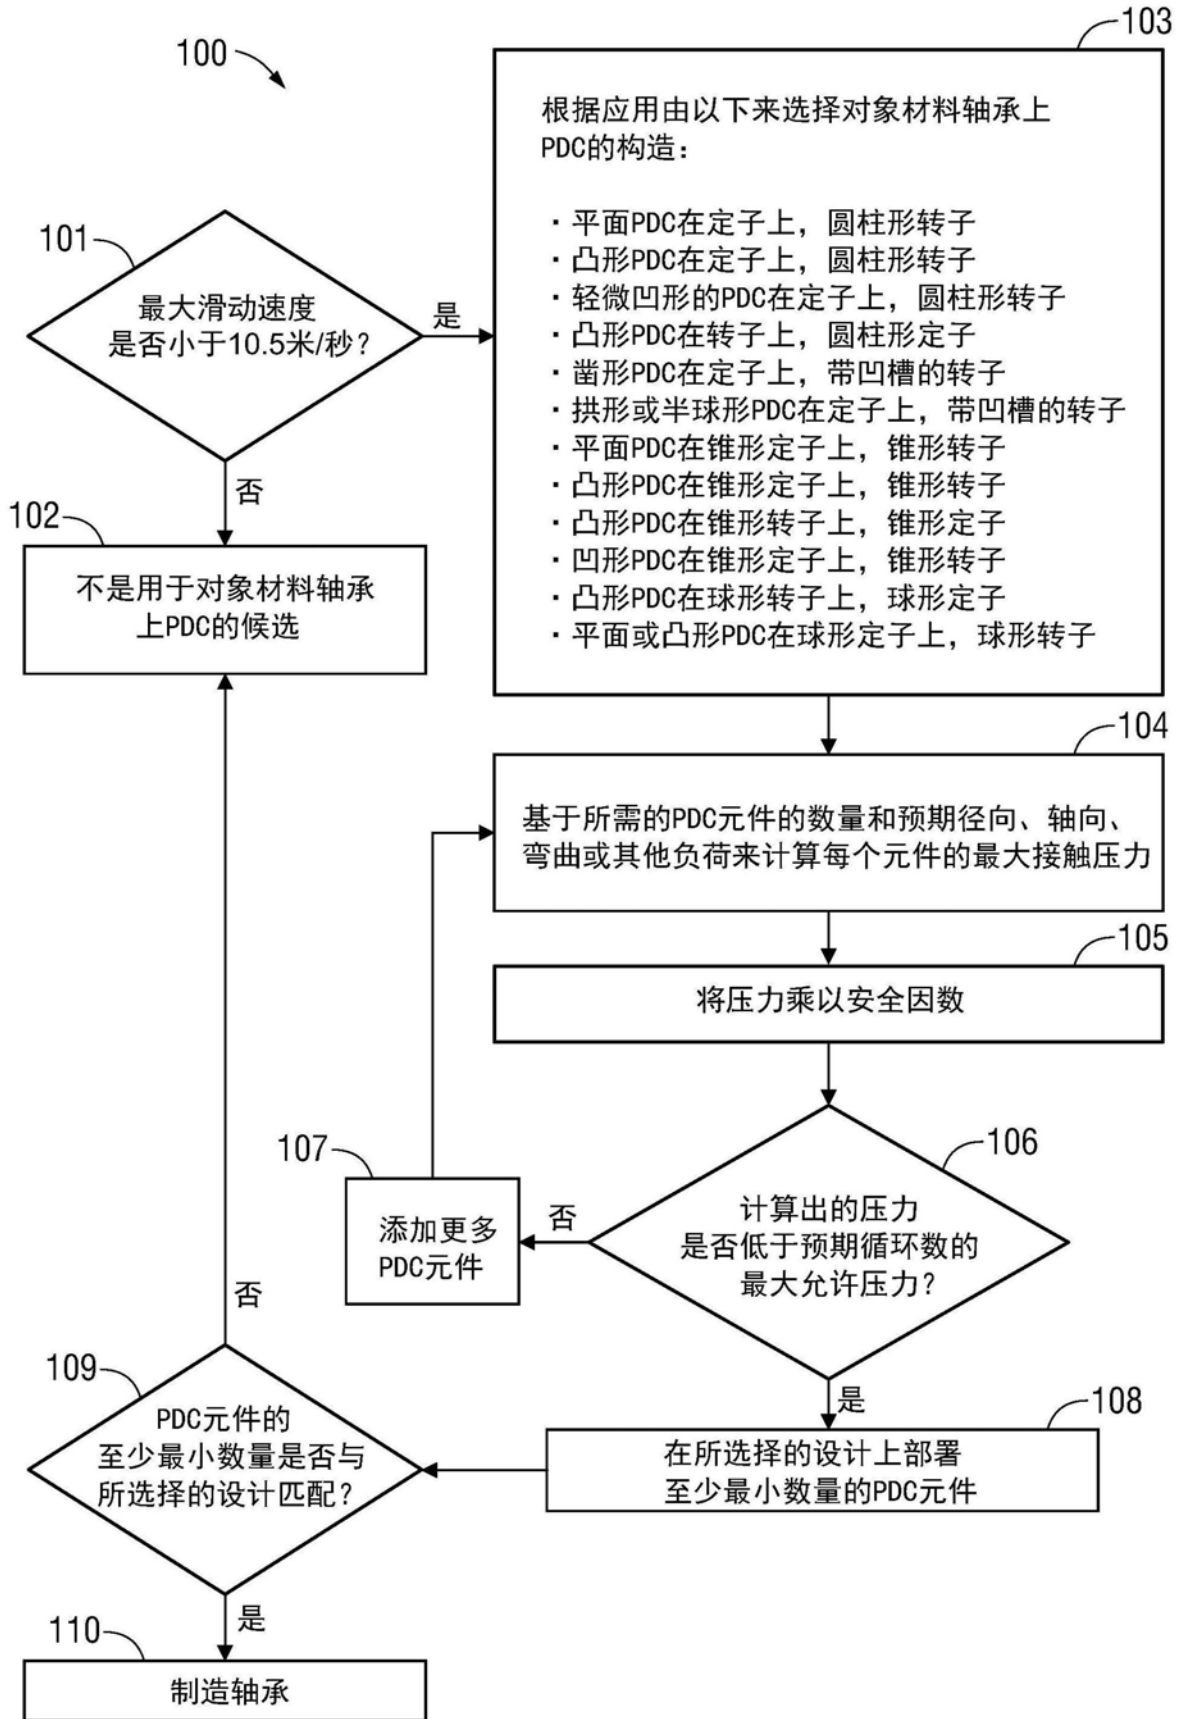 100
103
根据应用由以下来选择对象材料轴承上
PDC的构造：
·平面PDC在定子上，圆柱形转子
·凸形PDC在定子上，圆柱形转子
·轻微凹形的PDC在定子上，圆柱形转子
·凸形PDC在转子上，圆柱形定子
·凿形PDC在定子上，带凹槽的转子
·拱形或半球形PDC在定子上，带凹槽的转子
·平面PDC在锥形定子上，锥形转子
·凸形PDC在锥形定子上，锥形转子
·凸形PDC在锥形转子上，锥形定子
·凹形PDC在锥形定子上，锥形转子
·凸形PDC在球形转子上，球形定子
·平面或凸形PDC在球形定子上，球形转子
101
最大滑动速度
是否小于10.5米/秒？
是
否
102
不是用于对象材料轴承
上PDC的候选
104
基于所需的PDC元件的数量和预期径向、轴向、
弯曲或其他负荷来计算每个元件的最大接触压力
105
将压力乘以安全因数
106
计算出的压力
是否低于预期循环数的
最大允许压力？
否
107
添加更多
PDC元件
是
108
在所选择的设计上部署
至少最小数量的PDC元件
109
PDC元件的
至少最小数量是否与
所选择的设计匹配？
否
是
110
制造轴承